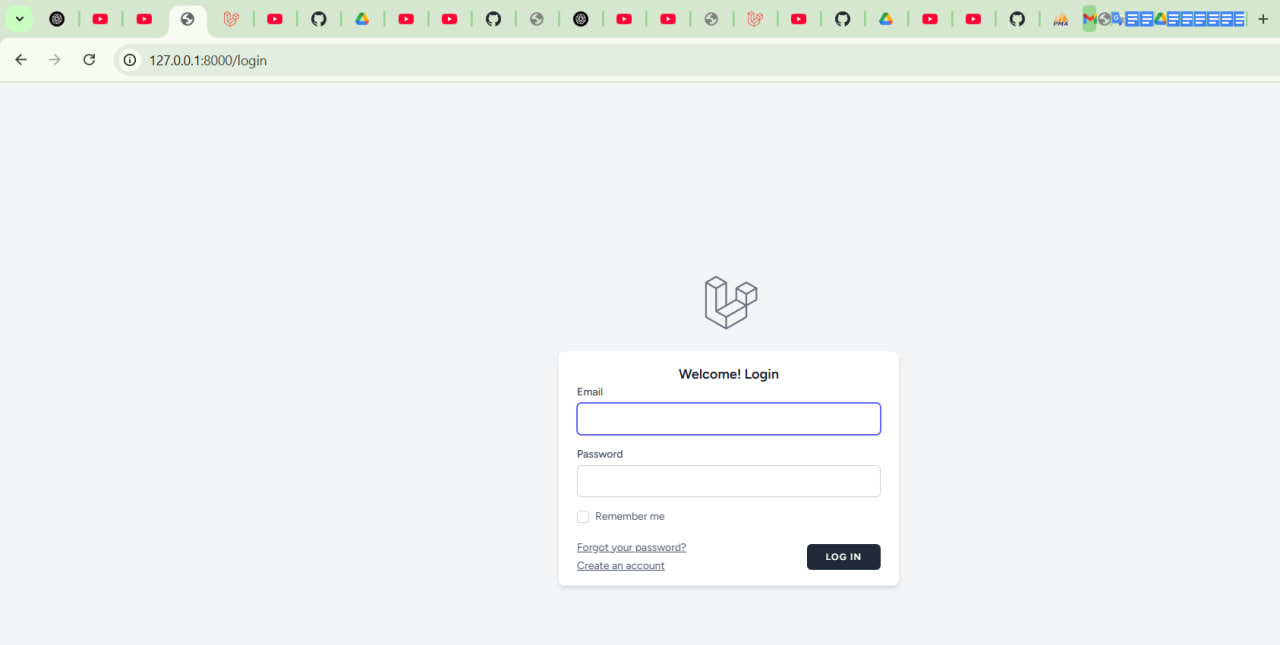 PMA
127.0.0.1:8000/login
Welcome! Login
Email
Password
Remember me
Forgot your password?
LOG IN
Create an account